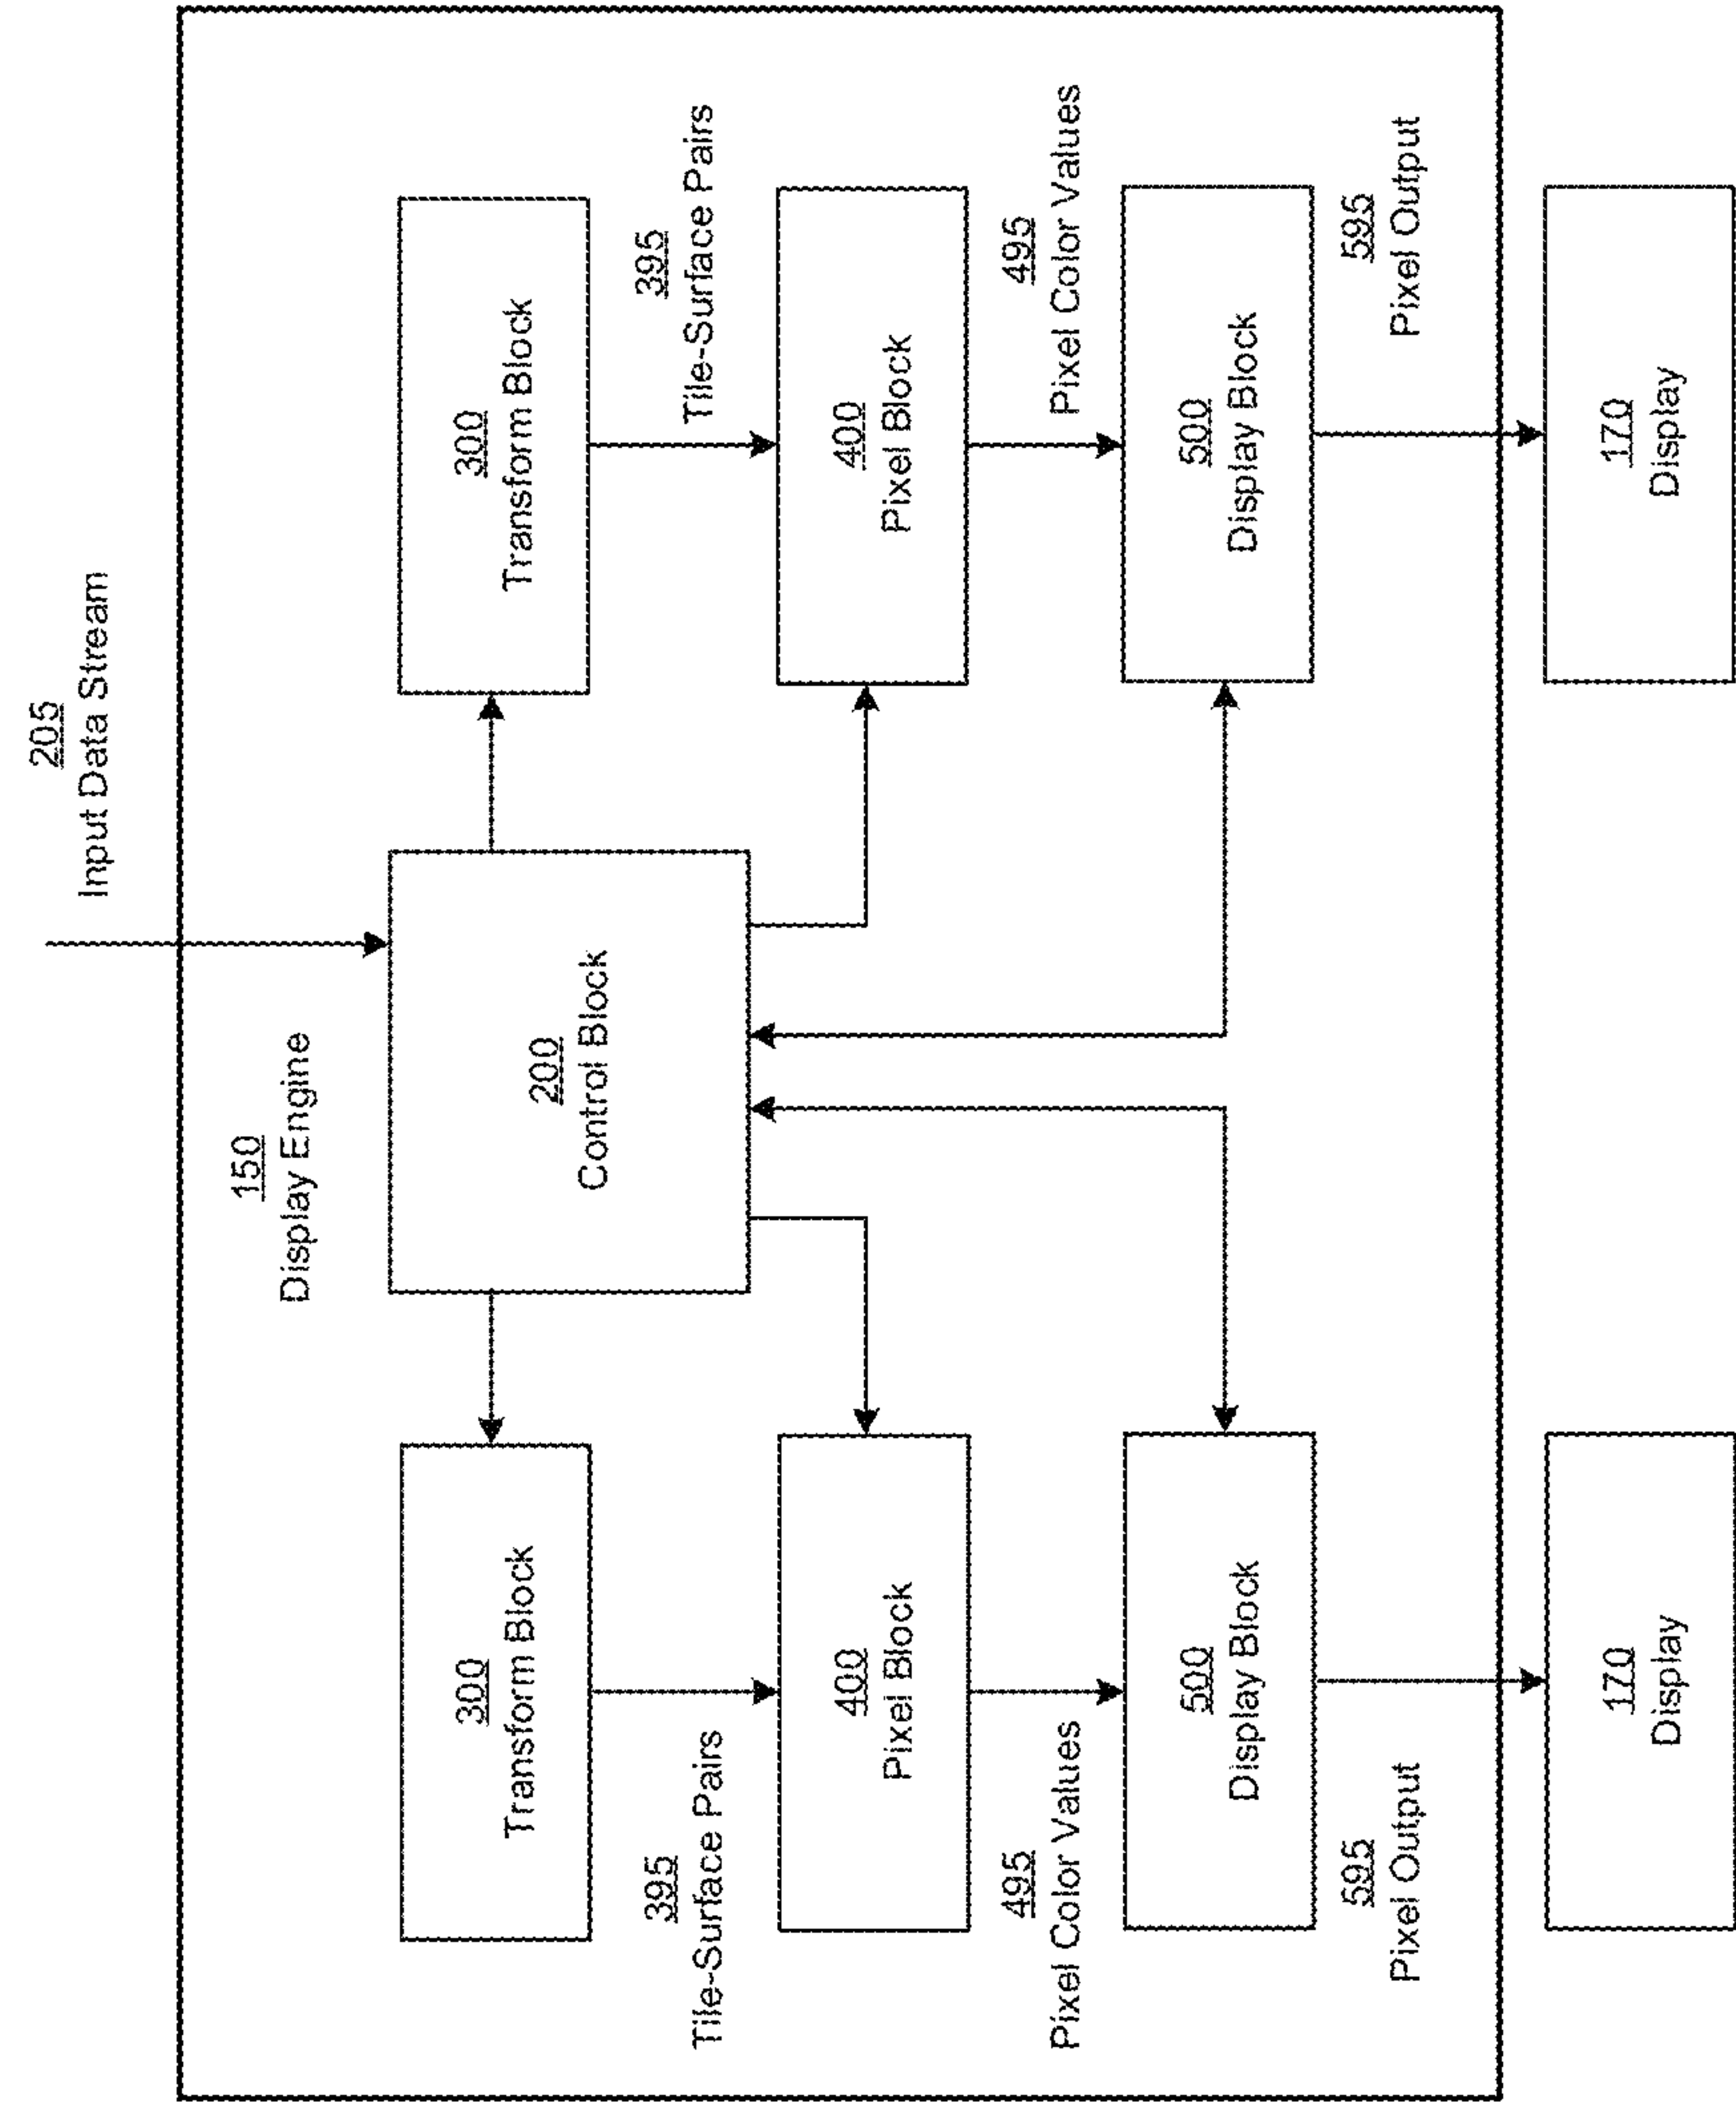 205
Input Data Stream
150
Display Engine
200
Control Block
300
Transform Block
395
Tile-Surface Pairs
400
Pixel Block
495
Pixel Color Values
500
Display Block
595
Pixel Output
170
Display
300
Transform Block
395
Tile-Surface Pairs
400
Pixel Block
495
Pixel Color Values
500
Display Block
595
Pixel Output
170
Display